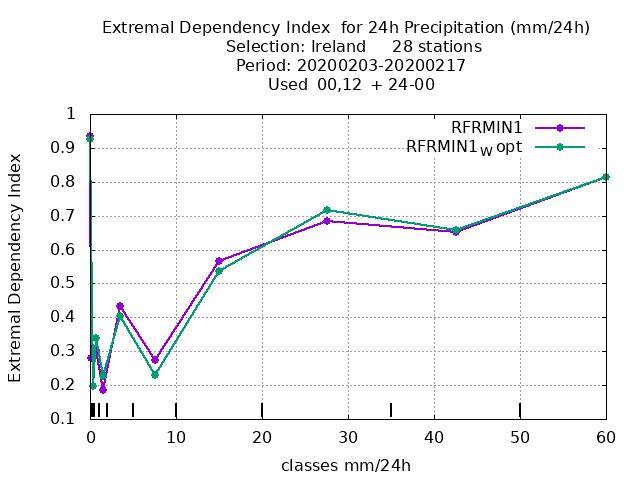 Extremal Dependency Index  for 24h Precipitation (mm/24h)
Selection: Ireland     28 stations
Period: 20200203-20200217
Used  00,12  + 24-00
RFRMIN1
RFRMIN1W opt
1
0.9
0.8
0.7
0.6
0.5
0.4
0.3
0.2
0.1
Extremal Dependency Index
0 10 20 30 40 50 60
classes mm/24h